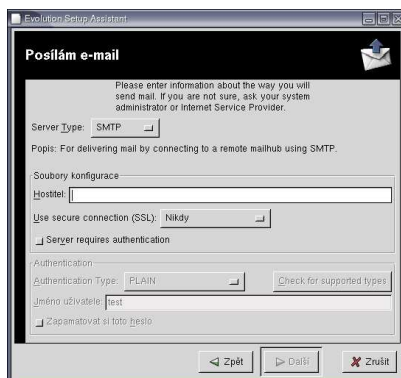 Evolution Setup Assistant
Posílám e-mail
Please enter information about the way you will
send mail. If you are not sure, ask your system
administrator or Internet Service Provider.
Server Type: SMTP
Popis: For delivering mail by connecting to a remote mailhub using SMTP.
Soubory konfigurace
Hostitel:
Use secure connection (SSL): Nikdy
Server requires authentication
Authentication
Authentication Type: PLAIN Check for supported types
Jméno uživatele: test
Zapamatovat si toto heslo
Zpět Další Zrušit